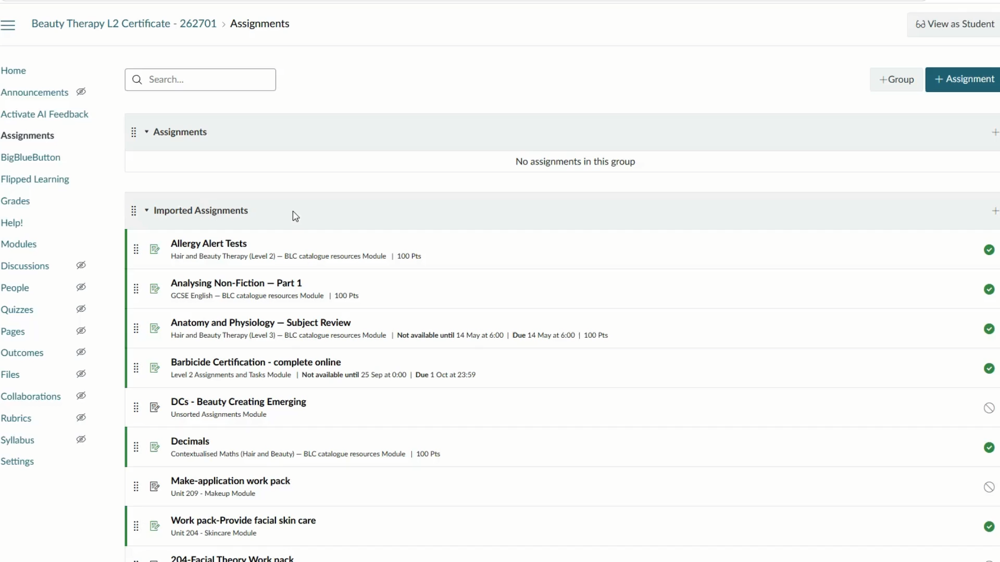 Beauty Therapy L2 Certificate - 262701 › Assignments
View as Student
Home
Announcements
Activate AI Feedback
Assignments
BigBlueButton
Flipped Learning
Grades
Help!
Modules
Discussions
People
Quizzes
Pages
Outcomes
Files
Collaborations
Rubrics
Syllabus
Settings
Search...
+Group
+ Assignment
Assignments
No assignments in this group
Imported Assignments
Allergy Alert Tests
Hair and Beauty Therapy (Level 2) — BLC catalogue resources Module | 100 Pts
Analysing Non-Fiction — Part 1
GCSE English — BLC catalogue resources Module | 100 Pts
Anatomy and Physiology — Subject Review
Hair and Beauty Therapy (Level 3) — BLC catalogue resources Module | Not available until 14 May at 6:00 | Due 14 May at 6:00 | 100 Pts
Barbicide Certification - complete online
Level 2 Assignments and Tasks Module | Not available until 25 Sep at 0:00 | Due 1 Oct at 23:59
DCs - Beauty Creating Emerging
Unsorted Assignments Module
Decimals
Contextualised Maths (Hair and Beauty) — BLC catalogue resources Module | 100 Pts
Make-application work pack
Unit 209 - Makeup Module
Work pack-Provide facial skin care
Unit 204 - Skincare Module
204-Facial Theory Work pack